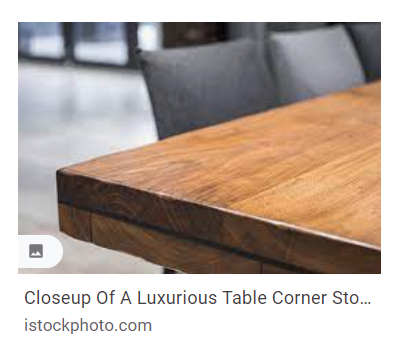 Closeup Of A Luxurious Table Corner Sto...
istockphoto.com